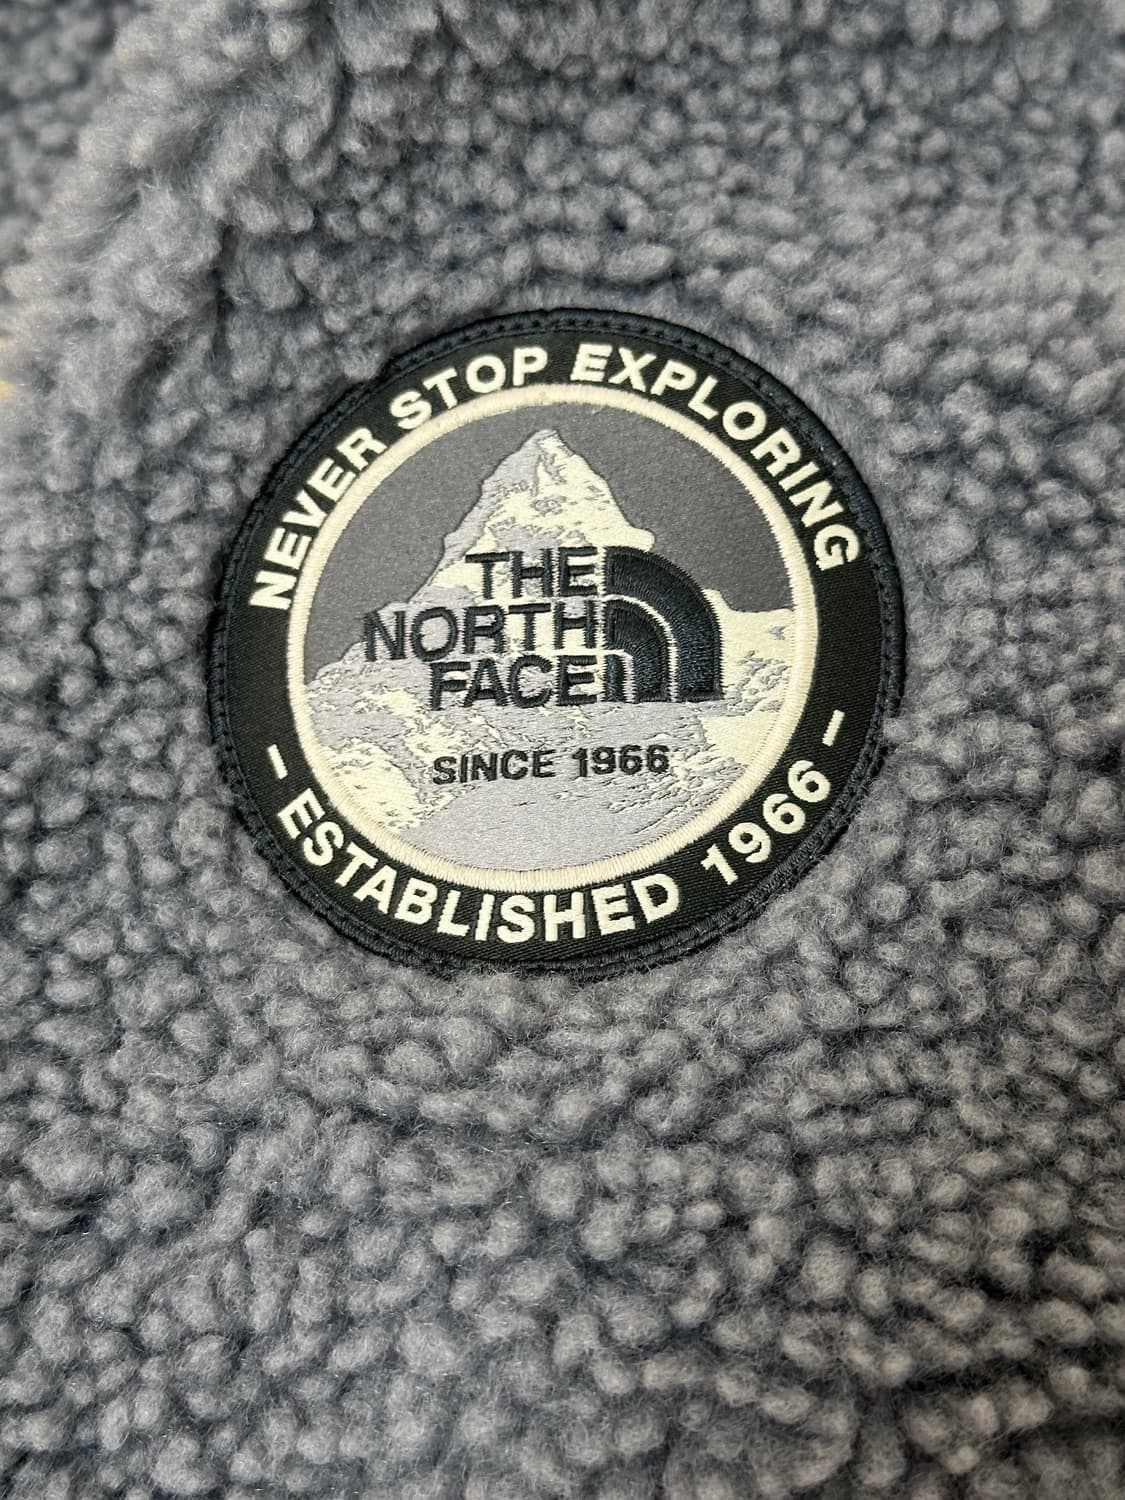 NEVER STOP EXPLORING
THE
NORTH
FACE
SINCE 1966
- ESTABLISHED 1966 -